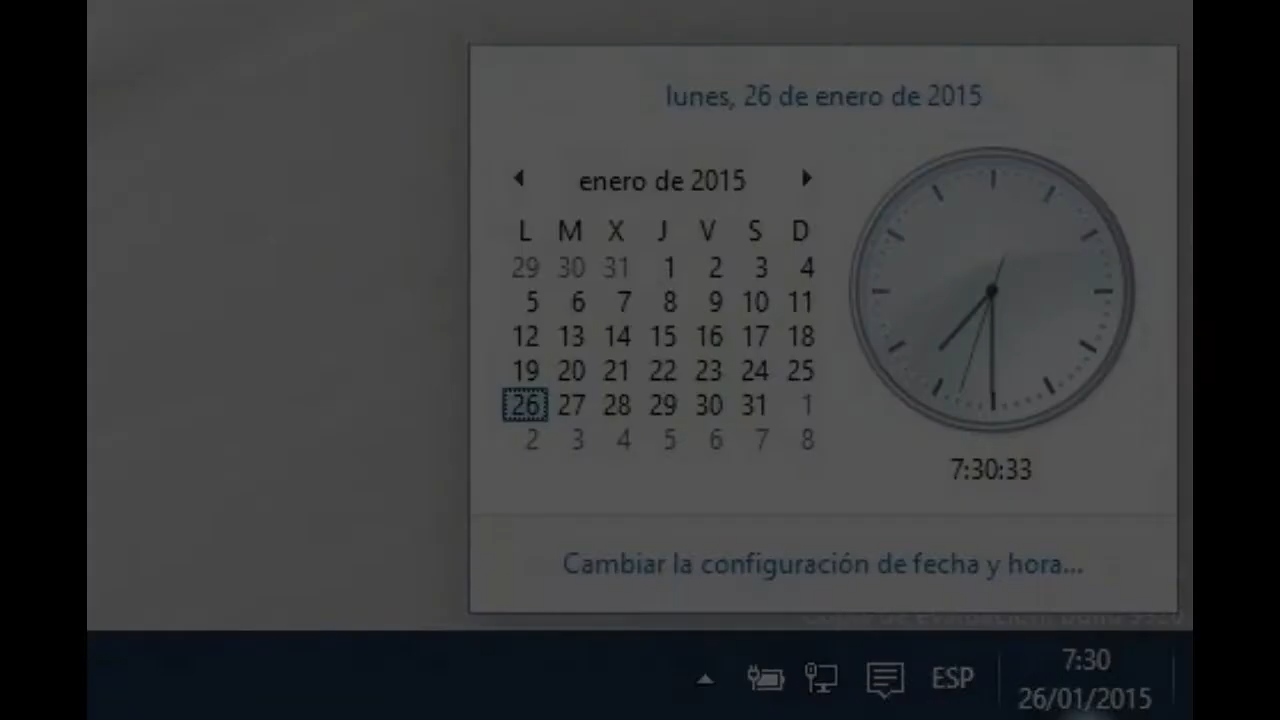 lunes, 26 de enero de 2015
enero de 2015
L M X J V S D
29 30 31 1 2 3 4
5 6 7 8 9 10 11
12 13 14 15 16 17 18
19 20 21 22 23 24 25
26 27 28 29 30 31 1
2 3 4 5 6 7 8
7:30:33
Cambiar la configuración de fecha y hora...
ESP
7:30
26/01/2015